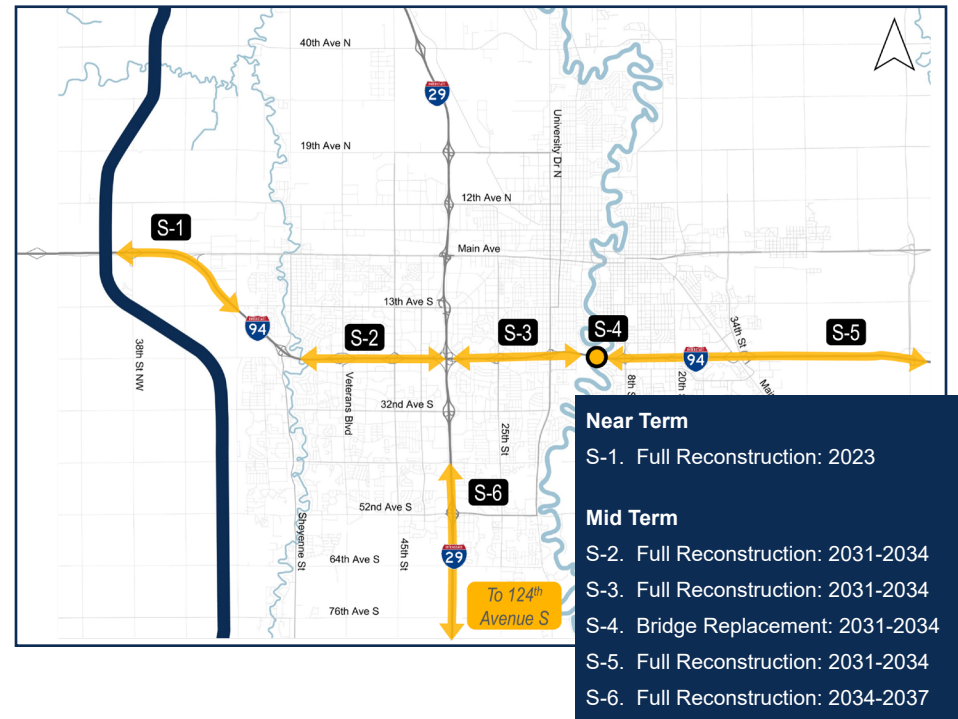 40th Ave N
29
University Dr N
19th Ave N
12th Ave N
S-1
Main Ave
13th Ave S
94
S-2
S-3
S-4
34th St
S-5
94
38th St NW
Veterans Blvd
8th S
20th
Mai
32nd Ave S
25th St
S-6
52nd Ave S
Sheyenne St
45th St
29
64th Ave S
To 124th
Avenue S
76th Ave S
Near Term
S-1. Full Reconstruction: 2023
Mid Term
S-2. Full Reconstruction: 2031-2034
S-3. Full Reconstruction: 2031-2034
S-4. Bridge Replacement: 2031-2034
S-5. Full Reconstruction: 2031-2034
S-6. Full Reconstruction: 2034-2037